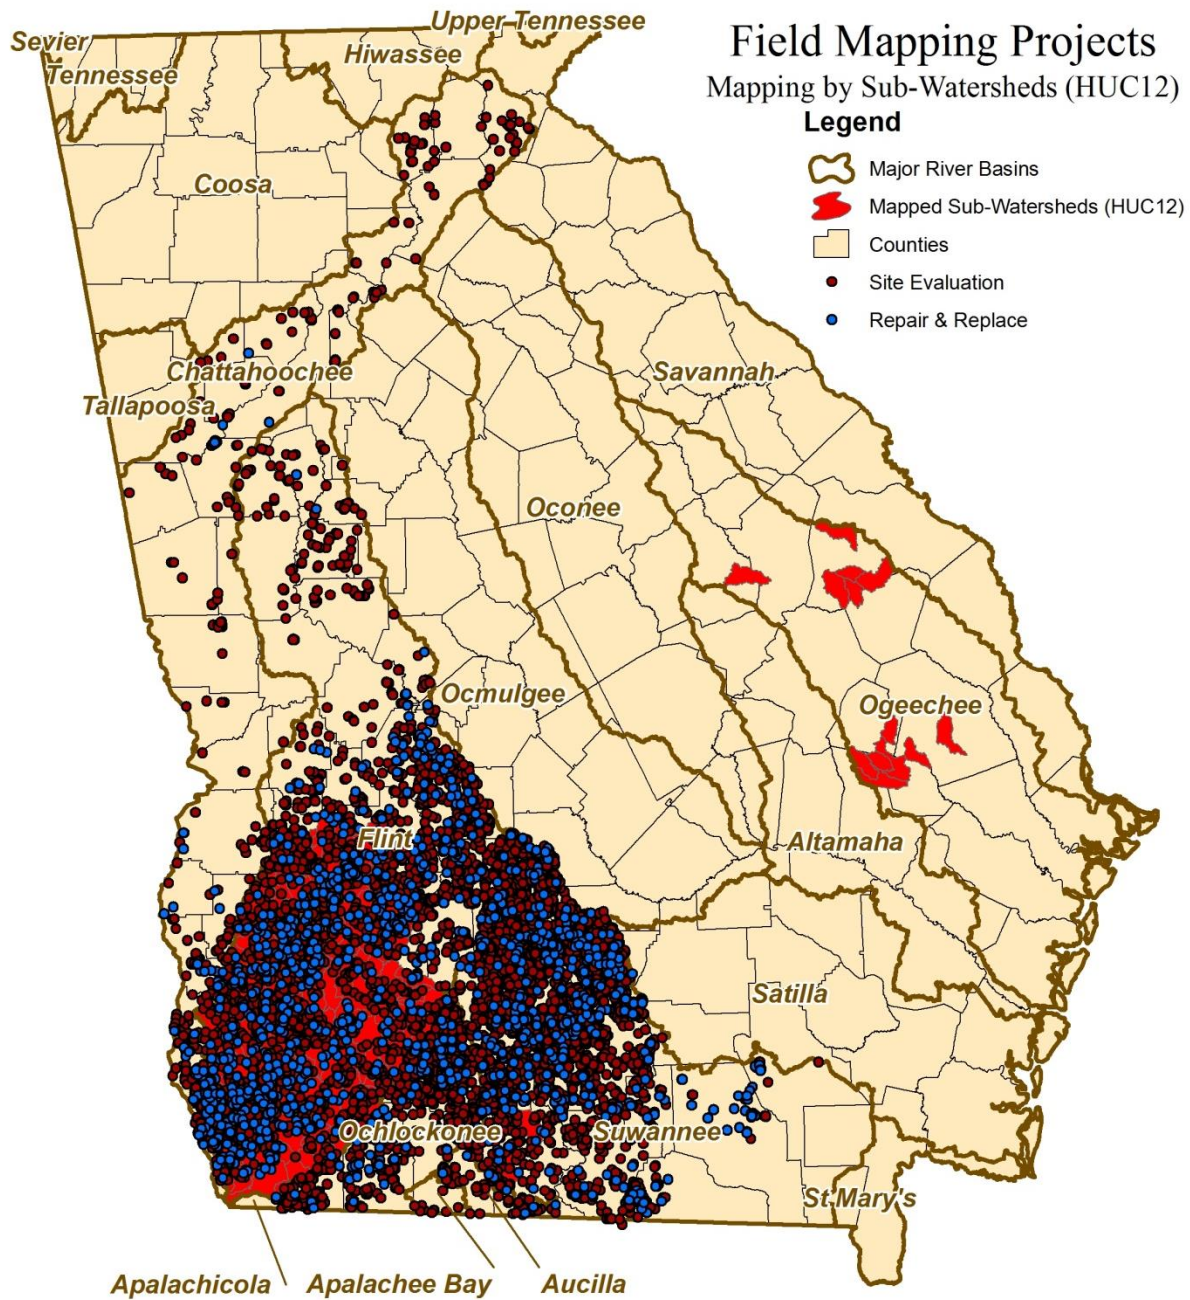 Upper Tennessee
Sevier
Hiwassee
Tennessee
Field Mapping Projects
Mapping by Sub-Watersheds (HUC12)
Legend
Major River Basins
Mapped Sub-Watersheds (HUC12)
Counties
Site Evaluation
Repair & Replace
Coosa
Chattahoochee
Savannah
Tallapoosa
Oconee
Ocmulgee
Ogeechee
Flint
Altamaha
Satilla
Ochlockonee
Suwannee
St Mary's
Apalachicola
Apalachee Bay
Aucilla